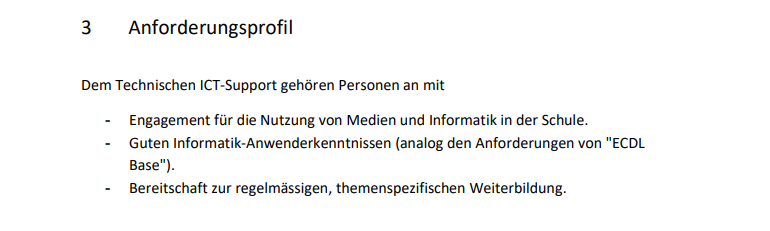 3 Anforderungsprofil
Dem Technischen ICT-Support gehören Personen an mit
- Engagement für die Nutzung von Medien und Informatik in der Schule.
- Guten Informatik-Anwenderkenntnissen (analog den Anforderungen von "ECDL
Base").
- Bereitschaft zur regelmässigen, themenspezifischen Weiterbildung.